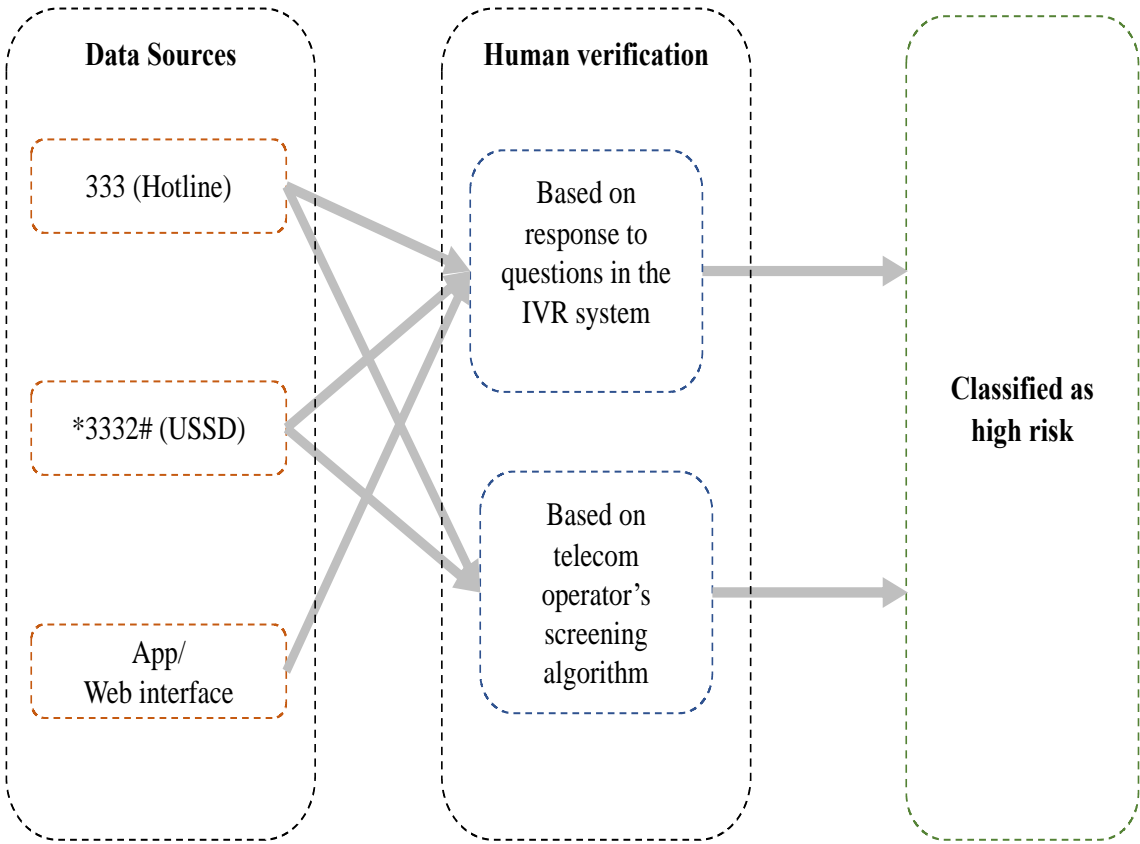 Data Sources
333 (Hotline)
*3332# (USSD)
App/
Web interface
Human verification
Based on
response to
questions in the
IVR system
Based on
telecom
operator’s
screening
algorithm
Classified as
high risk